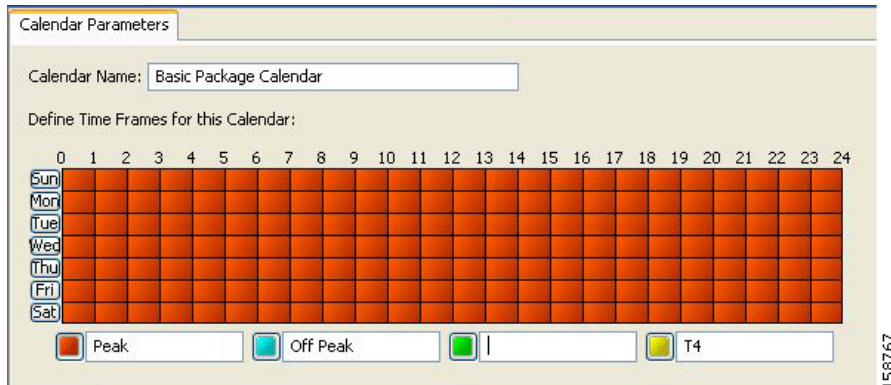 Calendar Parameters
Calendar Name: Basic Package Calendar
Define Time Frames for this Calendar:
0 1 2 3 4 5 6 7 8 9 10 11 12 13 14 15 16 17 18 19 20 21 22 23 24
Sun
Mon
Tue
Wed
Thu
Fri
Sat
Peak Off Peak T4
58767